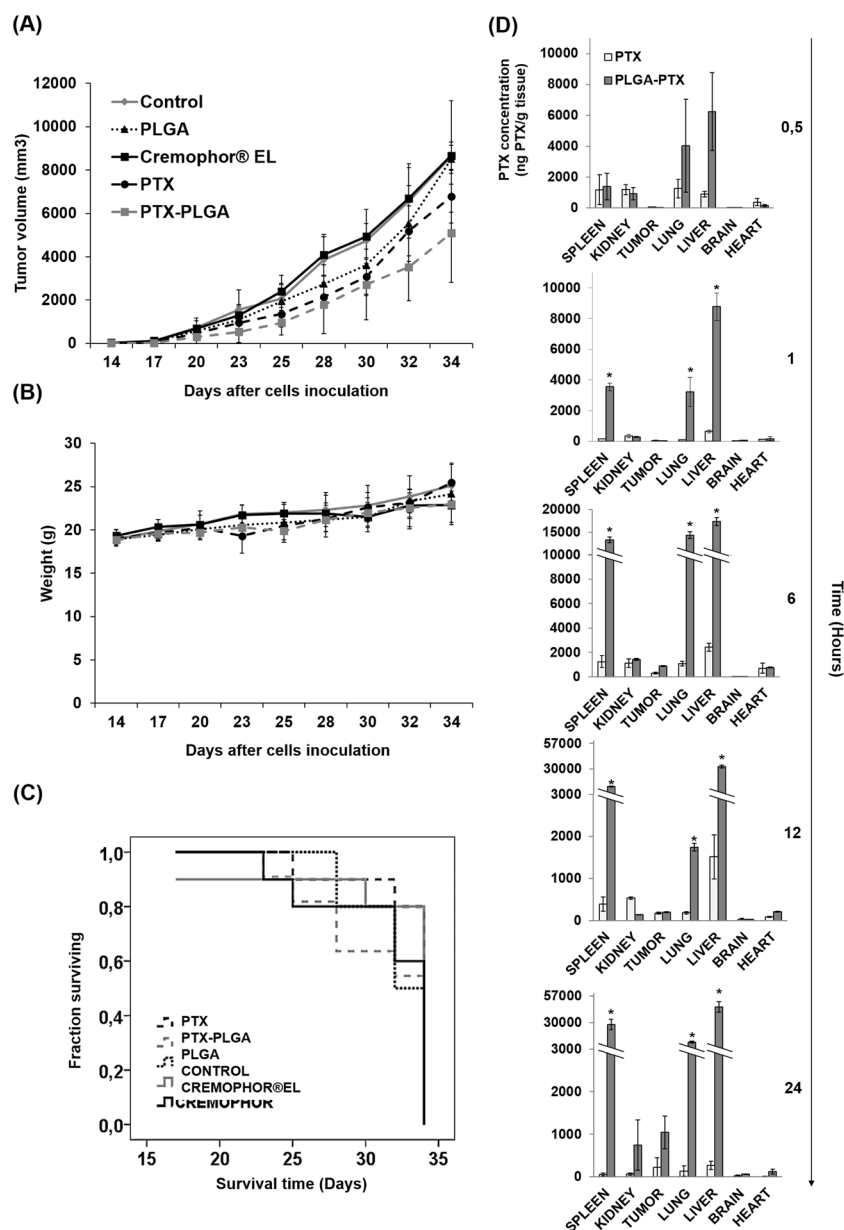 (A)
Tumor volume (mm3)
12000
10000
8000
6000
4000
2000
0
Control
PLGA
Cremophor® EL
PTX
PTX-PLGA
14 17 20 23 25 28 30 32 34
Days after cells inoculation
(B)
Weight (g)
30
25
20
15
10
5
0
14 17 20 23 25 28 30 32 34
Days after cells inoculation
(C)
Fraction surviving
1,0
0,8
0,6
0,4
0,2
0,0
PTX
PTX-PLGA
PLGA
CONTROL
CREMOPHOR®EL
CREMOPHOR
15 20 25 30 35
Survival time (Days)
(D)
PTX concentration
(ng PTX/g tissue)
10000
8000
6000
4000
2000
0
PTX
PLGA-PTX
0,5
SPLEEN KIDNEY TUMOR LUNG LIVER BRAIN HEART
10000
8000
6000
4000
2000
0
* * *
1
SPLEEN KIDNEY TUMOR LUNG LIVER BRAIN HEART
20000
15000
10000
8000
6000
4000
2000
0
* * *
6
SPLEEN KIDNEY TUMOR LUNG LIVER BRAIN HEART
57000
30000
3000
2000
1000
0
* * *
12
SPLEEN KIDNEY TUMOR LUNG LIVER BRAIN HEART
57000
30000
3000
2000
1000
0
* * *
24
SPLEEN KIDNEY TUMOR LUNG LIVER BRAIN HEART
Time (Hours)